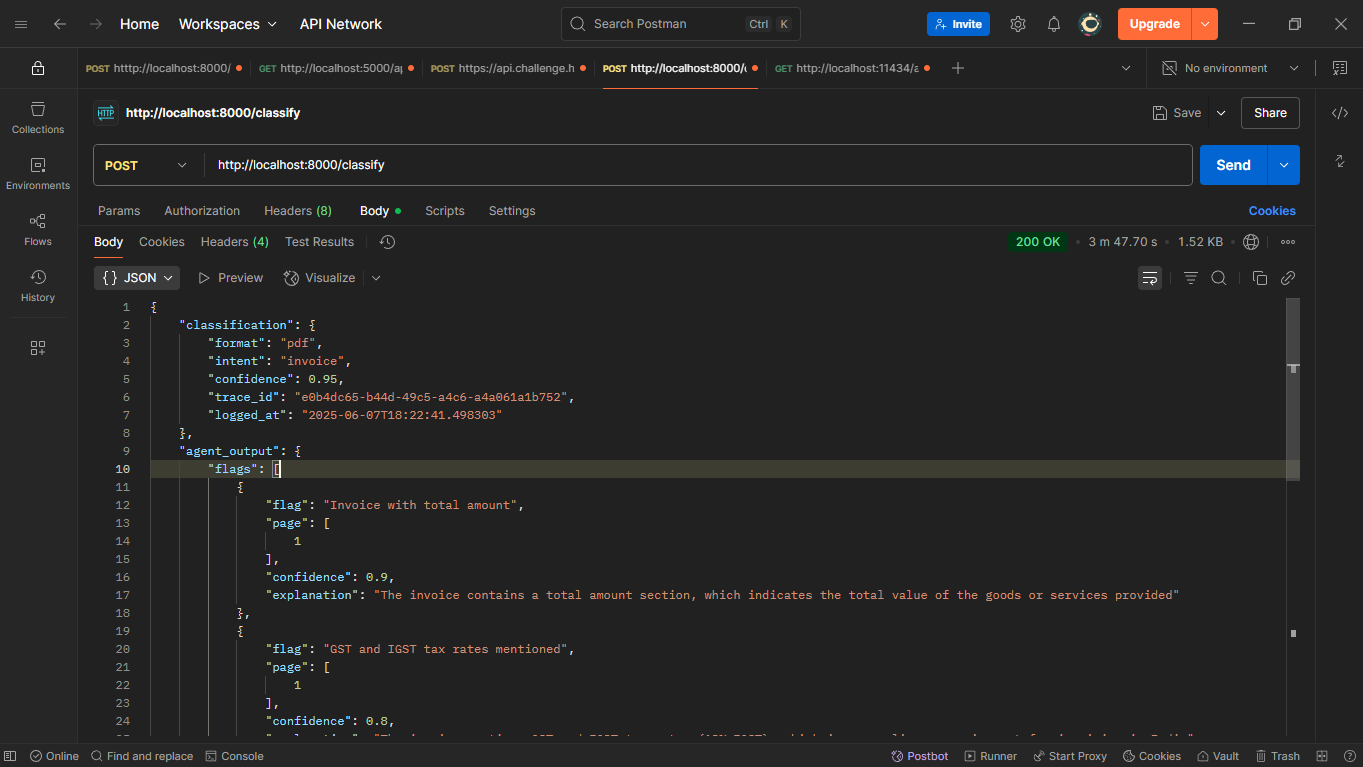 Home Workspaces API Network Search Postman Ctrl K Invite Upgrade
POST htttp://localhost:8000/ GET http://localhost:5000/ap POST https://api.challenge.h POST http://localhost:8000/c GET http://localhost:11434/a No environment
HTTP http://localhost:8000/classify Save Share
Collections
POST http://localhost:8000/classify Send
Environments
Params Authorization Headers (8) Body Scripts Settings Cookies
Flows
Body Cookies Headers (4) Test Results 200 OK • 3 m 47.70 s • 1.52 KB
{} JSON Preview Visualize
History
1 {
2 "classification": {
3 "format": "pdf",
4 "intent": "invoice",
5 "confidence": 0.95,
6 "trace_id": "e0b4dc65-b44d-49c5-a4c6-a4a061a1b752",
7 "logged_at": "2025-06-07T18:22:41.498303"
8 },
9 "agent_output": {
10 "flags": [
11 {
12 "flag": "Invoice with total amount",
13 "page": [
14 1
15 ],
16 "confidence": 0.9,
17 "explanation": "The invoice contains a total amount section, which indicates the total value of the goods or services provided"
18 },
19 {
20 "flag": "GST and IGST tax rates mentioned",
21 "page": [
22 1
23 ],
24 "confidence": 0.8,
Online Find and replace Console Postbot Runner Start Proxy Cookies Vault Trash